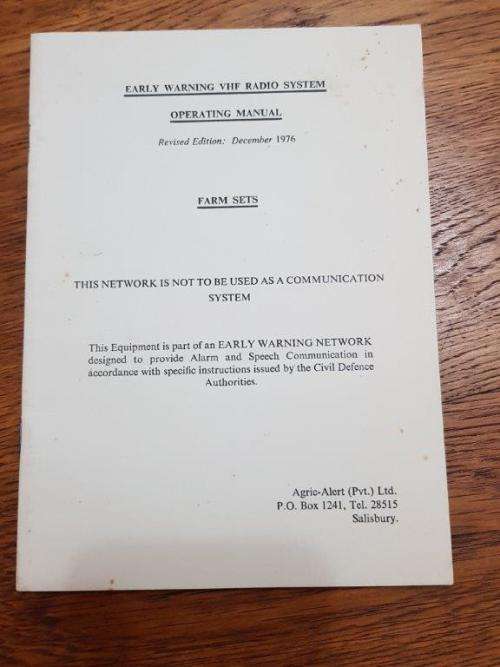 EARLY WARNING VHF RADIO SYSTEM
OPERATING MANUAL
Revised Edition: December 1976
FARM SETS
THIS NETWORK IS NOT TO BE USED AS A COMMUNICATION
SYSTEM
This Equipment is part of an EARLY WARNING NETWORK
designed to provide Alarm and Speech Communication in
accordance with specific instructions issued by the Civil Defence
Authorities.
Agric-Alert (Pvt.) Ltd.
P.O. Box 1241, Tel. 28515
Salisbury.